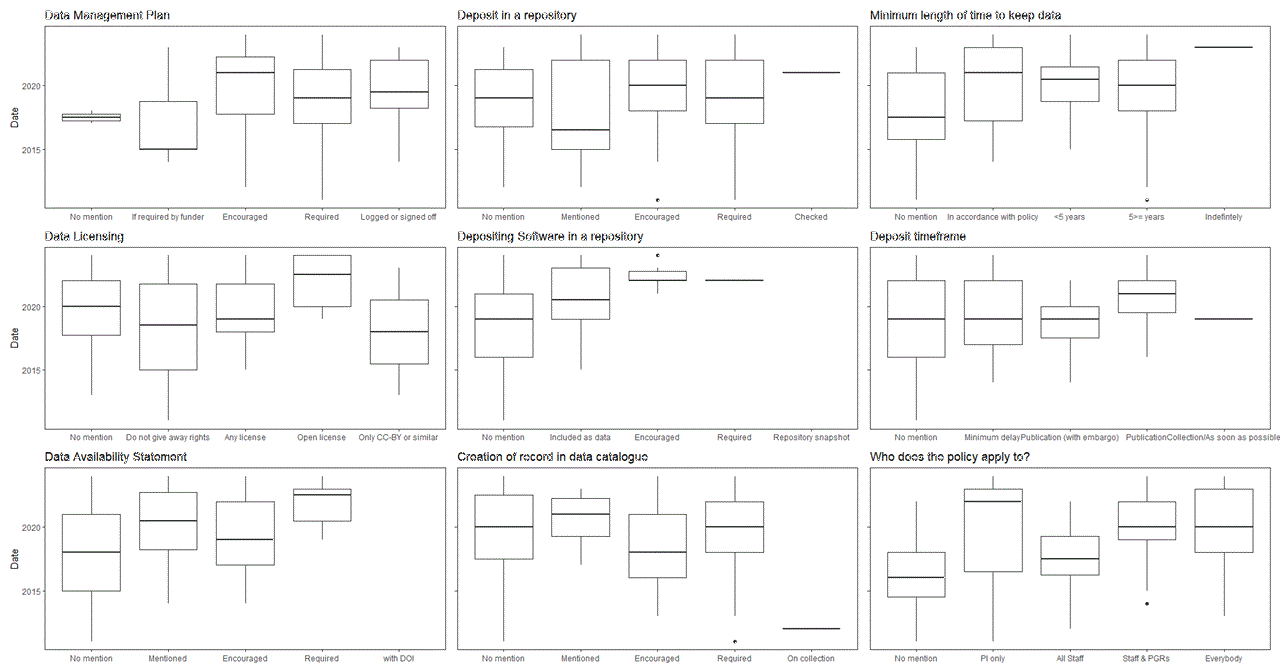 Data Management Plan
Deposit in a repository
Minimum length of time to keep data
Date
2020
2015
No mention
If required by funder
Encouraged
Required
Logged or signed off
No mention
Mentioned
Encouraged
Required
Checked
No mention
In accordance with policy
<5 years
5>= years
Indefintely
Data Licensing
Depositing Software in a repository
Deposit timeframe
Date
2020
2015
No mention
Do not give away rights
Any license
Open license
Only CC-BY or similar
No mention
Included as data
Encouraged
Required
Repository snapshot
No mention
Minimum delay
Publication (with embargo)
Publication
Collection/As soon as possible
Data Availability Statement
Creation of record in data catalogue
Who does the policy apply to?
Date
2020
2015
No mention
Mentioned
Encouraged
Required
with DOI
No mention
Mentioned
Encouraged
Required
On collection
No mention
PI only
All Staff
Staff & PGRs
Everybody